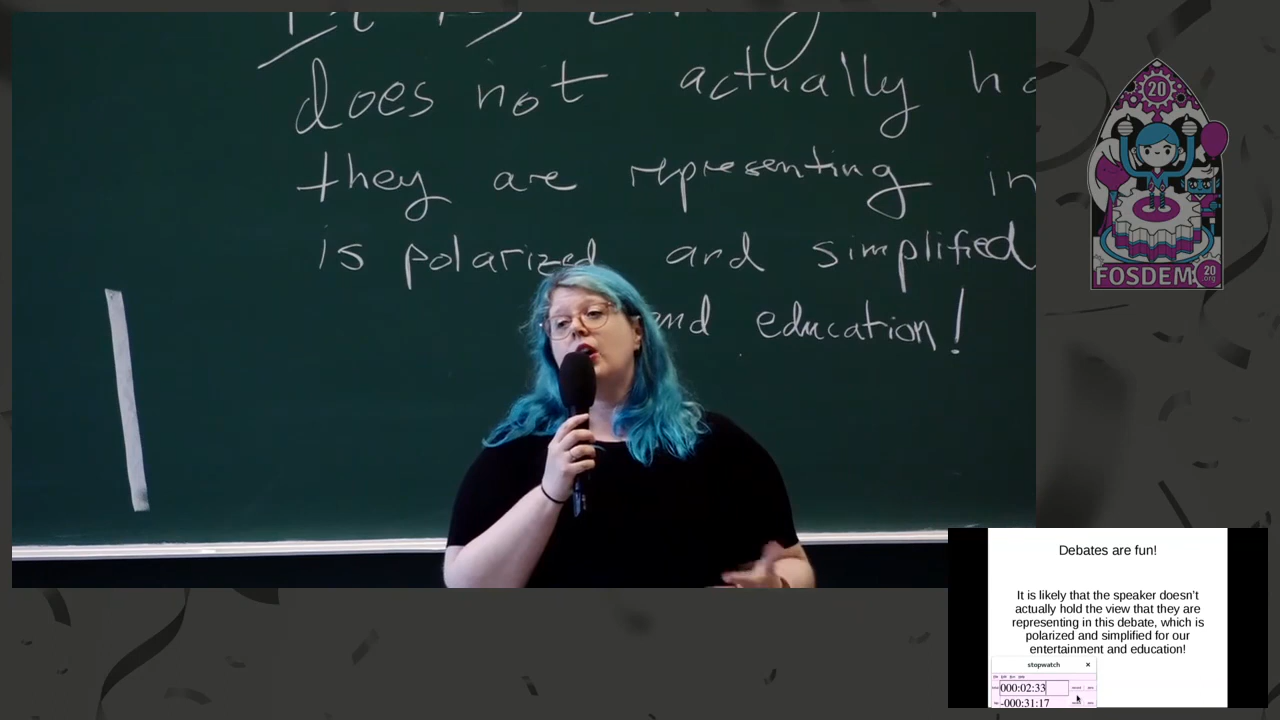 does not actually
they are representing
is polarized and simplified
and education!
20
FOSDEM 20
.org
Debates are fun!
It is likely that the speaker doesn't
actually hold the view that they are
representing in this debate, which is
polarized and simplified for our
entertainment and education!
stopwatch
000:02:33
-000:31:17